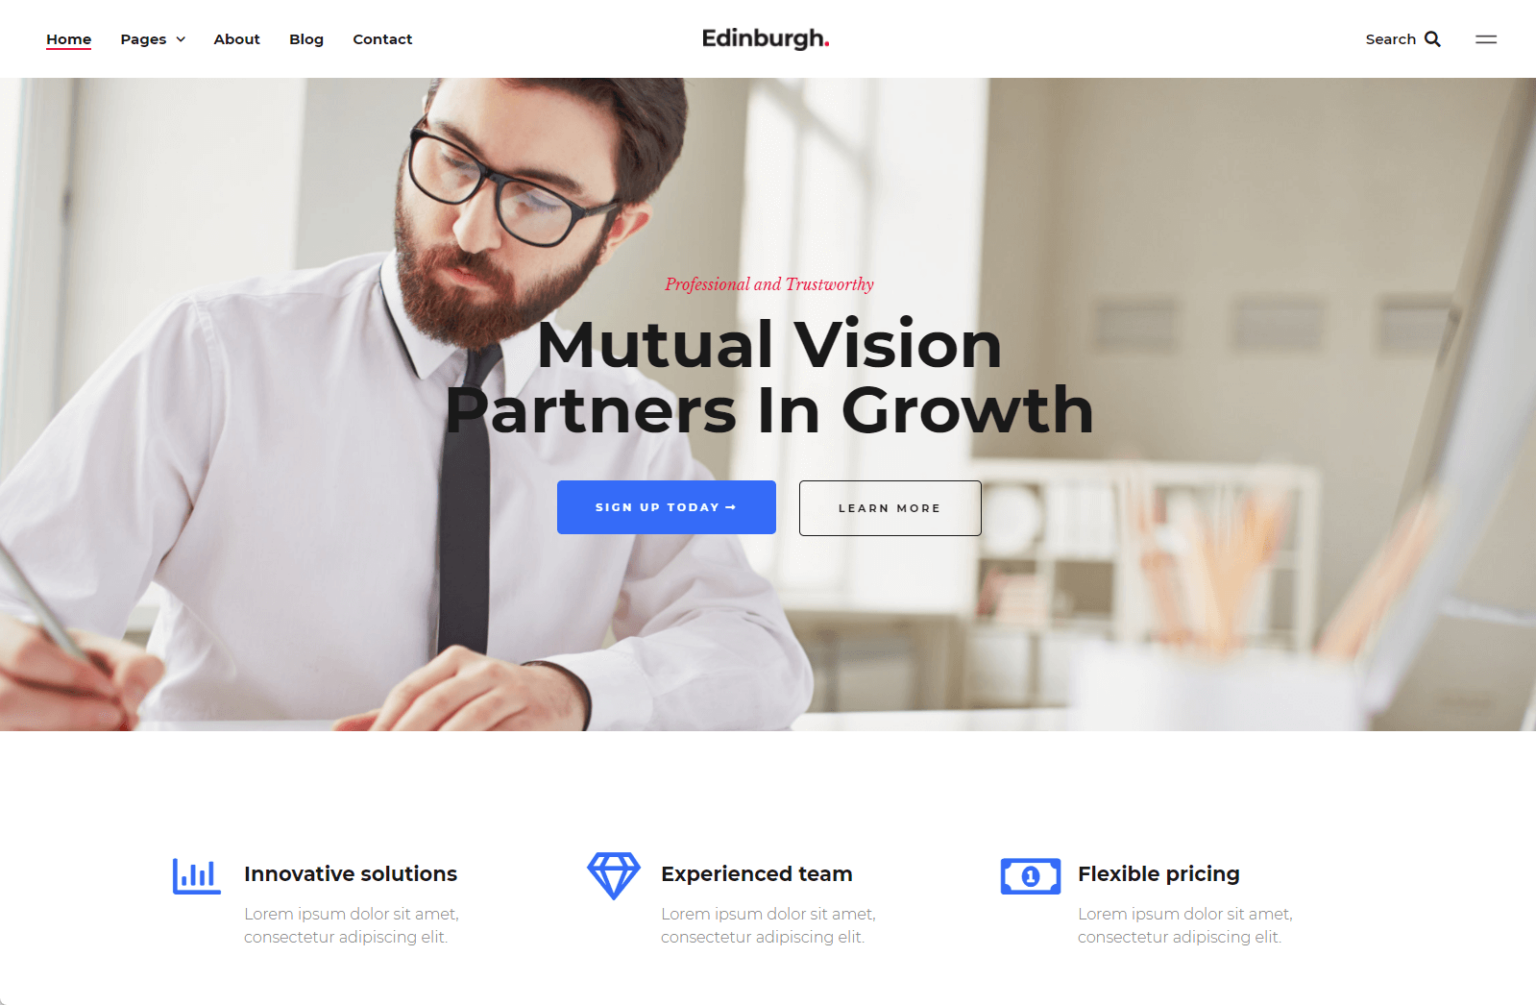 Home Pages About Blog Contact
Edinburgh.
Search
Professional and Trustworthy
Mutual Vision
Partners In Growth
SIGN UP TODAY →
LEARN MORE
Innovative solutions
Lorem ipsum dolor sit amet,
consectetur adipiscing elit.
Experienced team
Lorem ipsum dolor sit amet,
consectetur adipiscing elit.
1
Flexible pricing
Lorem ipsum dolor sit amet,
consectetur adipiscing elit.